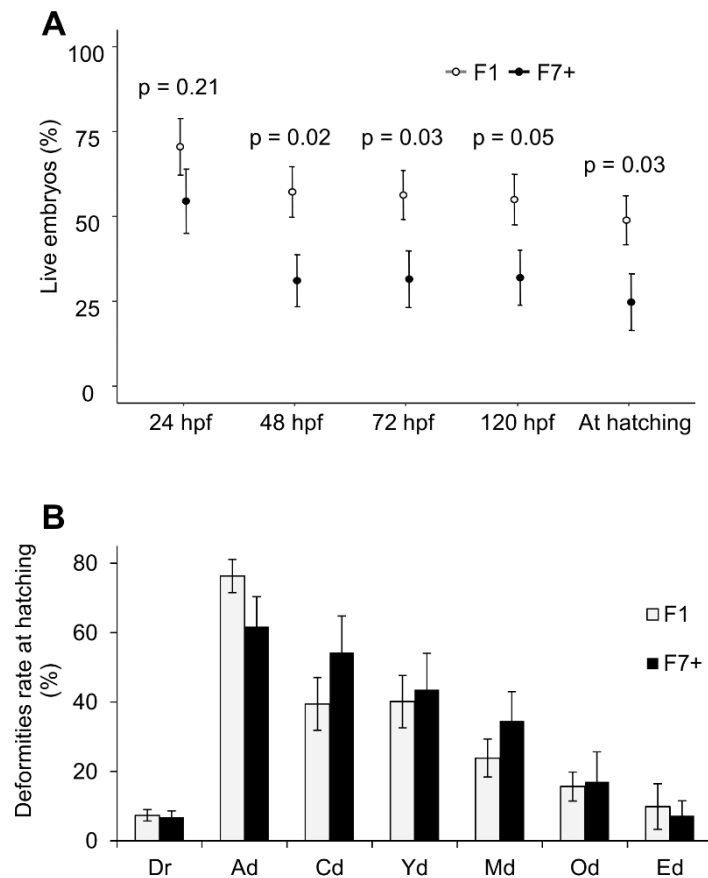 A
100
75
50
25
0
Live embryos (%)
F1 F7+
p = 0.21
p = 0.02 p = 0.03 p = 0.05 p = 0.03
24 hpf 48 hpf 72 hpf 120 hpf At hatching
B
80
60
40
20
0
Deformities rate at hatching
(%)
F1
F7+
Dr Ad Cd Yd Md Od Ed